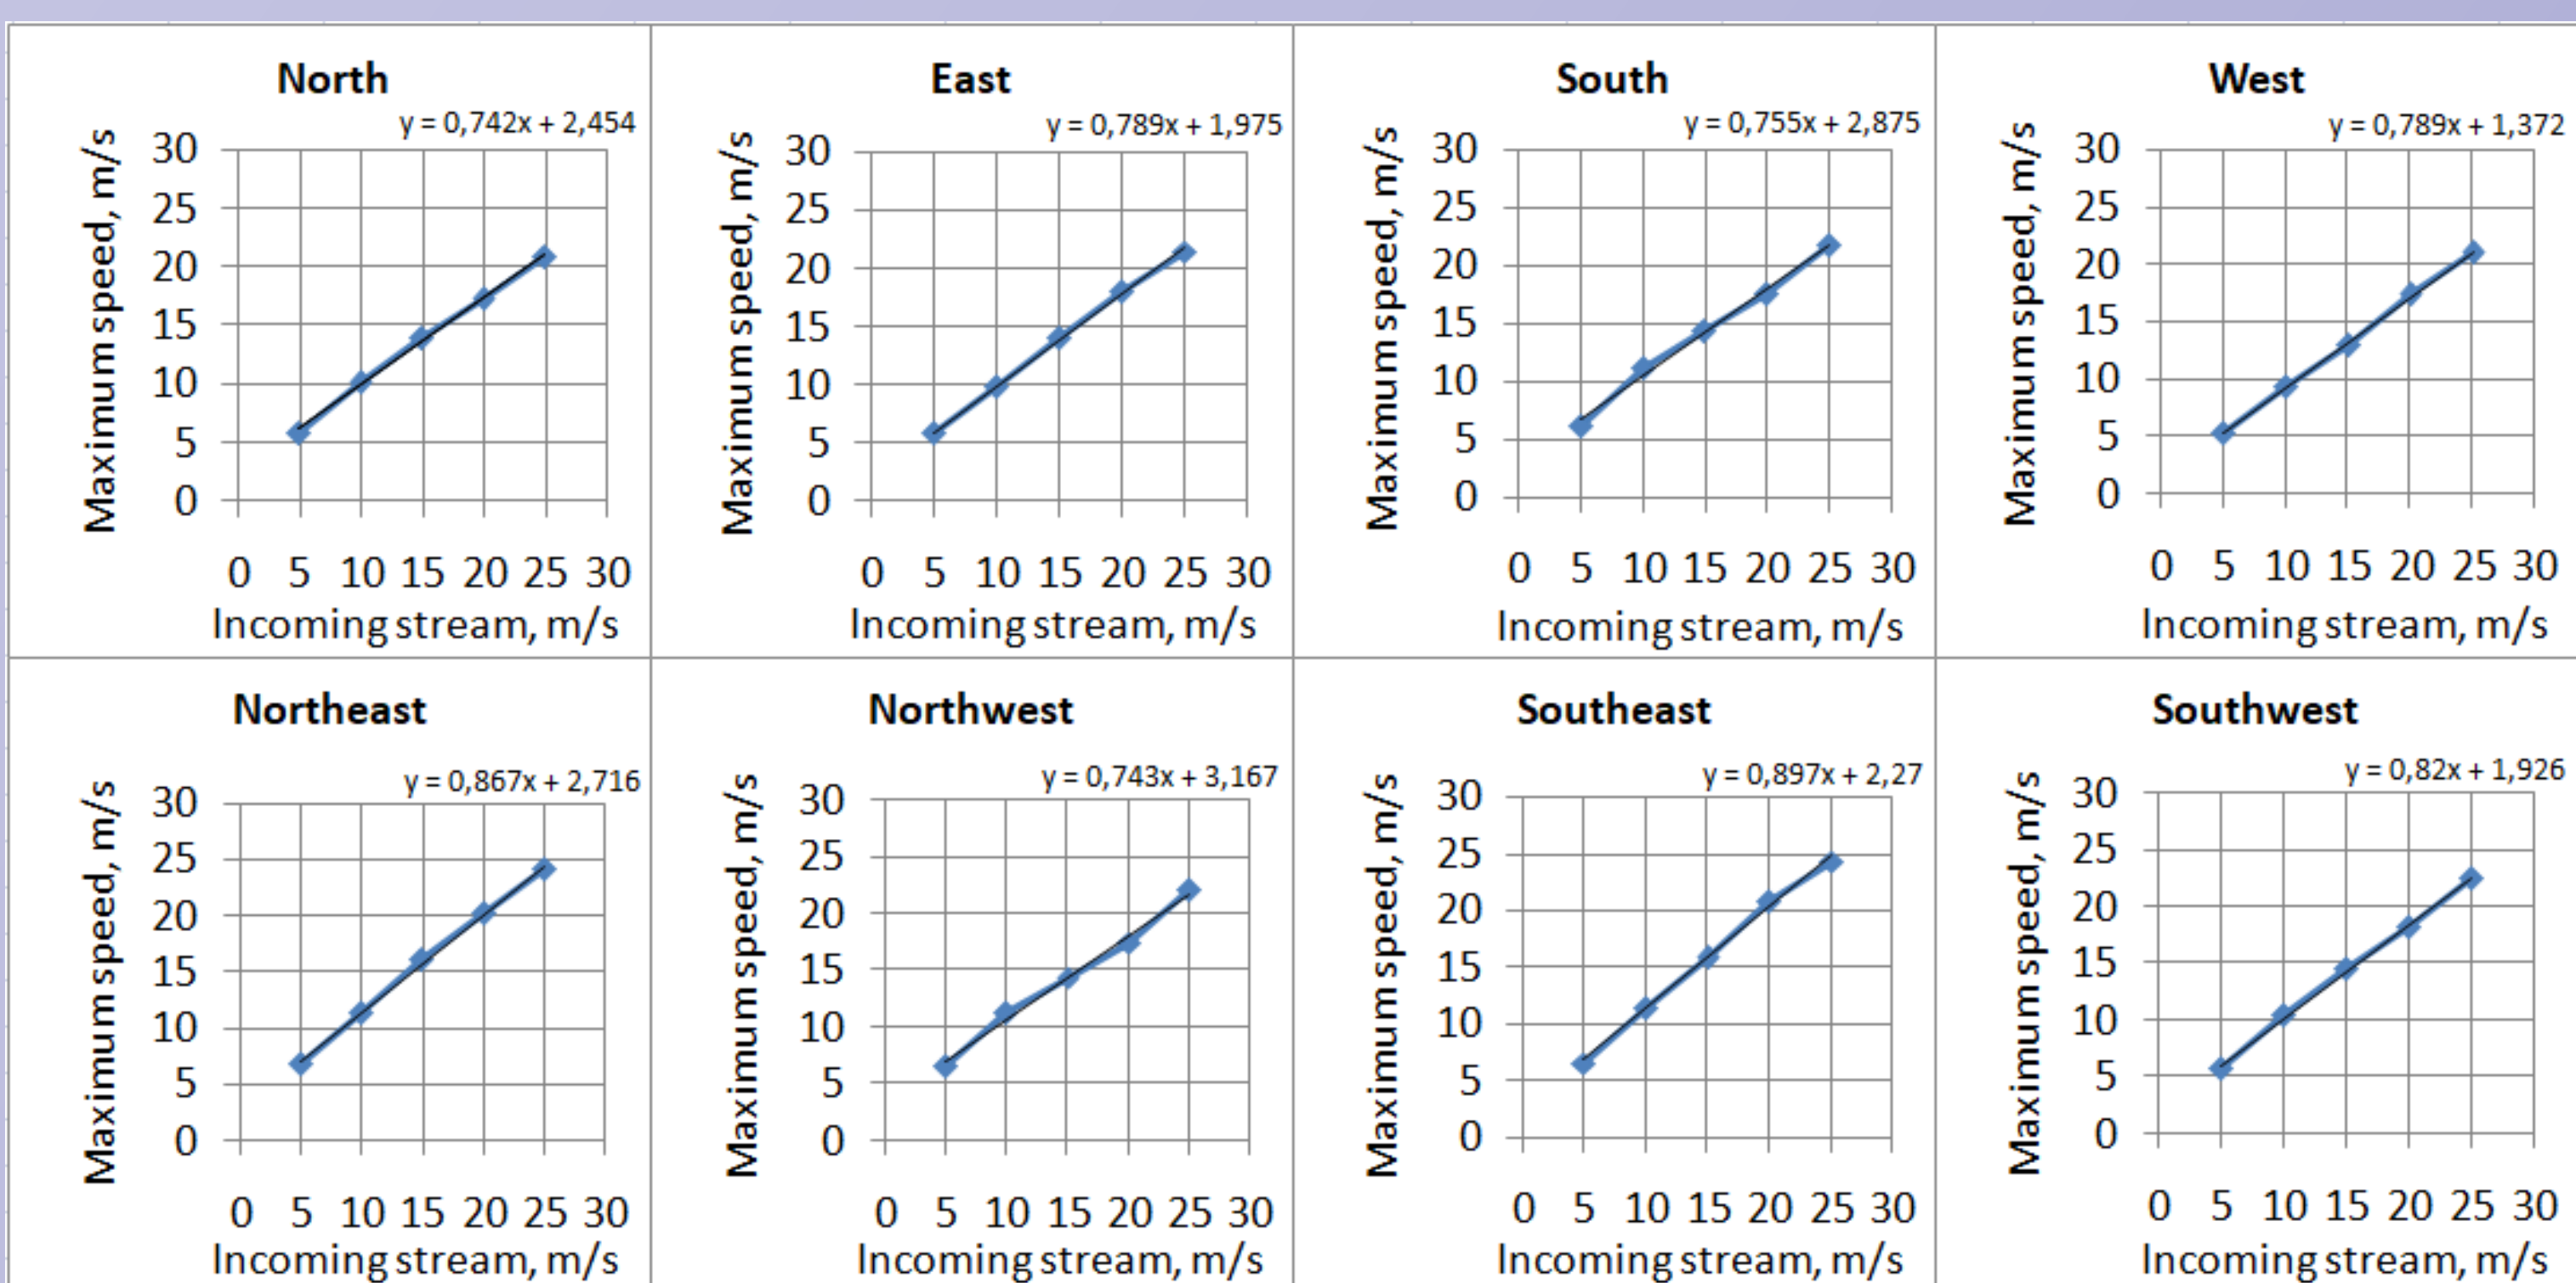 North
y = 0,742x + 2,454
Maximum speed, m/s
30
25
20
15
10
5
0
0 5 10 15 20 25 30
Incoming stream, m/s
East
y = 0,789x + 1,975
Maximum speed, m/s
30
25
20
15
10
5
0
0 5 10 15 20 25 30
Incoming stream, m/s
South
y = 0,755x + 2,875
Maximum speed, m/s
30
25
20
15
10
5
0
0 5 10 15 20 25 30
Incoming stream, m/s
West
y = 0,789x + 1,372
Maximum speed, m/s
30
25
20
15
10
5
0
0 5 10 15 20 25 30
Incoming stream, m/s
Northeast
y = 0,867x + 2,716
Maximum speed, m/s
30
25
20
15
10
5
0
0 5 10 15 20 25 30
Incoming stream, m/s
Northwest
y = 0,743x + 3,167
Maximum speed, m/s
30
25
20
15
10
5
0
0 5 10 15 20 25 30
Incoming stream, m/s
Southeast
y = 0,897x + 2,27
Maximum speed, m/s
30
25
20
15
10
5
0
0 5 10 15 20 25 30
Incoming stream, m/s
Southwest
y = 0,82x + 1,926
Maximum speed, m/s
30
25
20
15
10
5
0
0 5 10 15 20 25 30
Incoming stream, m/s